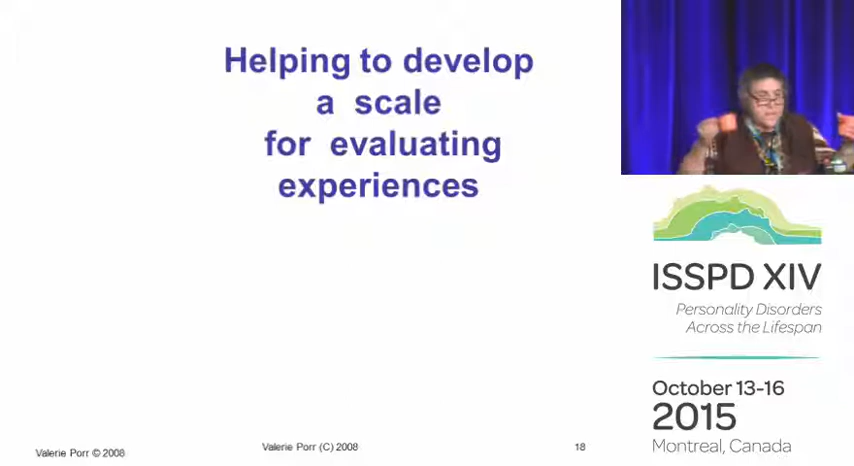 Helping to develop
a scale
for evaluating
experiences
Valerie Porr © 2008
Valerie Porr (C) 2008
18
ISSPD XIV
Personality Disorders
Across the Lifespan
October 13-16
2015
Montreal, Canada